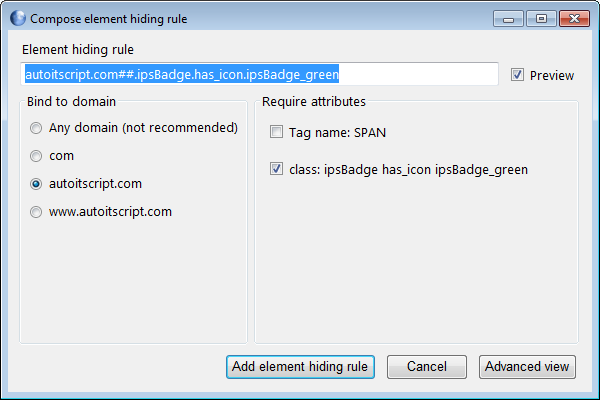 Compose element hiding rule
Element hiding rule
autoitscript.com##.ipsBadge.has_icon.ipsBadge_green
Preview
Bind to domain
Any domain (not recommended)
com
autoitscript.com
www.autoitscript.com
Require attributes
Tag name: SPAN
class: ipsBadge has_icon ipsBadge_green
Add element hiding rule
Cancel
Advanced view